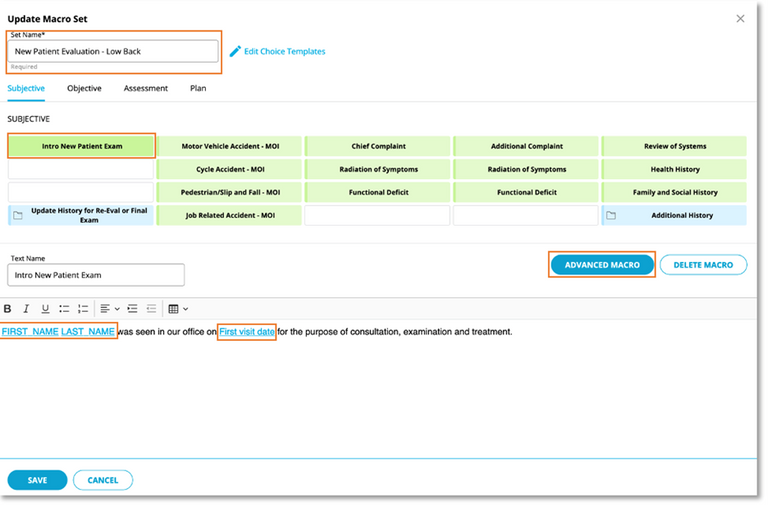 Update Macro Set
Set Name*
New Patient Evaluation - Low Back
Required
Edit Choice Templates
Subjective Objective Assessment Plan
SUBJECTIVE
Intro New Patient Exam Motor Vehicle Accident - MOI Chief Complaint Additional Complaint Review of Systems
Cycle Accident - MOI Radiation of Symptoms Radiation of Symptoms Health History
Pedestrian/Slip and Fall - MOI Functional Deficit Functional Deficit Family and Social History
Update History for Re-Eval or Final
Exam
Job Related Accident - MOI Additional History
Text Name
Intro New Patient Exam
ADVANCED MACRO DELETE MACRO
B I U
FIRST_NAME LAST_NAME was seen in our office on First visit date for the purpose of consultation, examination and treatment.
SAVE CANCEL